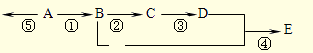 A B C D
⑤ ① ② ③ E
④